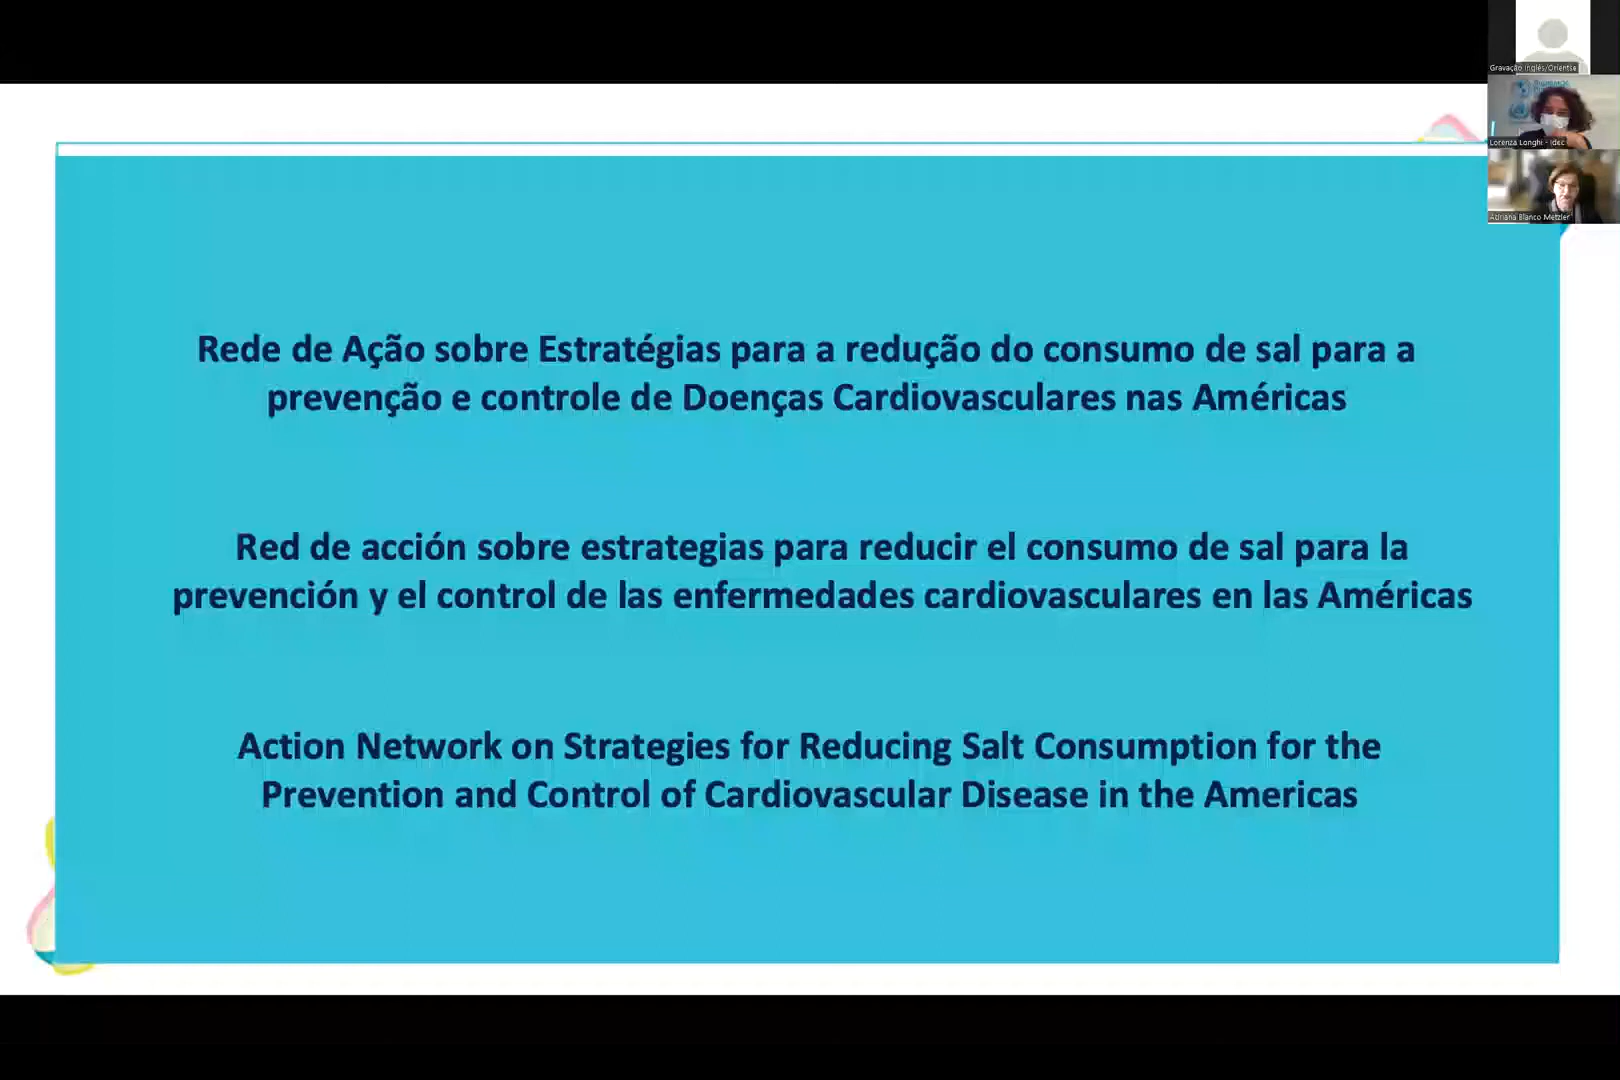 Gravação Inglês/Orientse
Lorenza Longhi - Idec
Adriana Blanco Metzler
Rede de Ação sobre Estratégias para a redução do consumo de sal para a
prevenção e controle de Doenças Cardiovasculares nas Américas
Red de acción sobre estrategias para reducir el consumo de sal para la
prevención y el control de las enfermedades cardiovasculares en las Américas
Action Network on Strategies for Reducing Salt Consumption for the
Prevention and Control of Cardiovascular Disease in the Americas